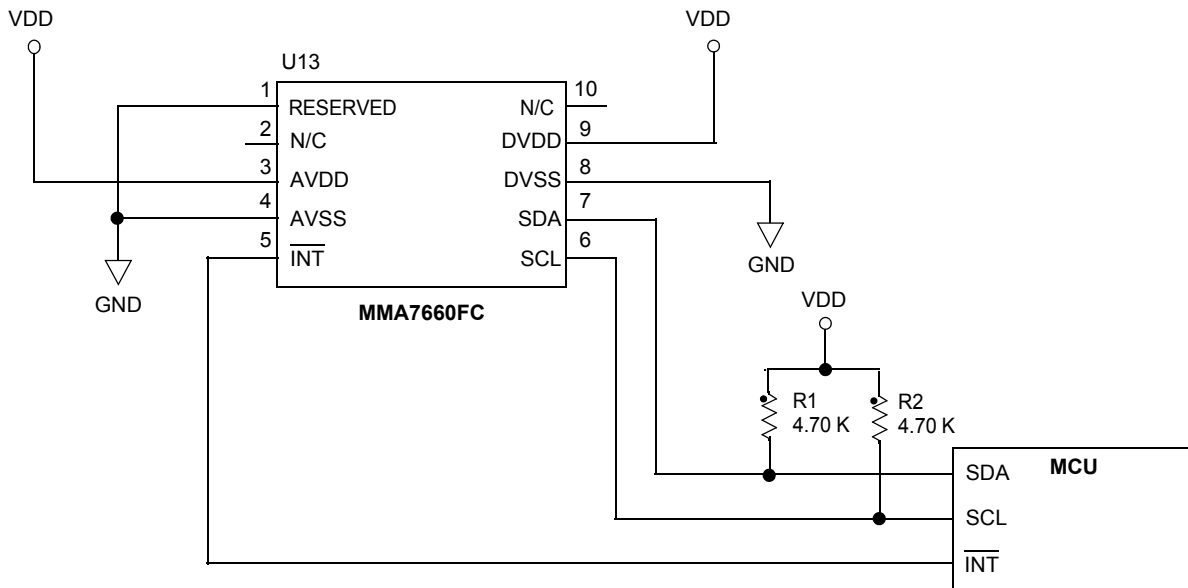 VDD
VDD
U13
1
RESERVED
N/C
10
2
N/C
DVDD
9
3
AVDD
DVSS
8
4
AVSS
SDA
7
5
INT
SCL
6
GND
GND
MMA7660FC
VDD
R1
4.70 K
R2
4.70 K
MCU
SDA
SCL
INT